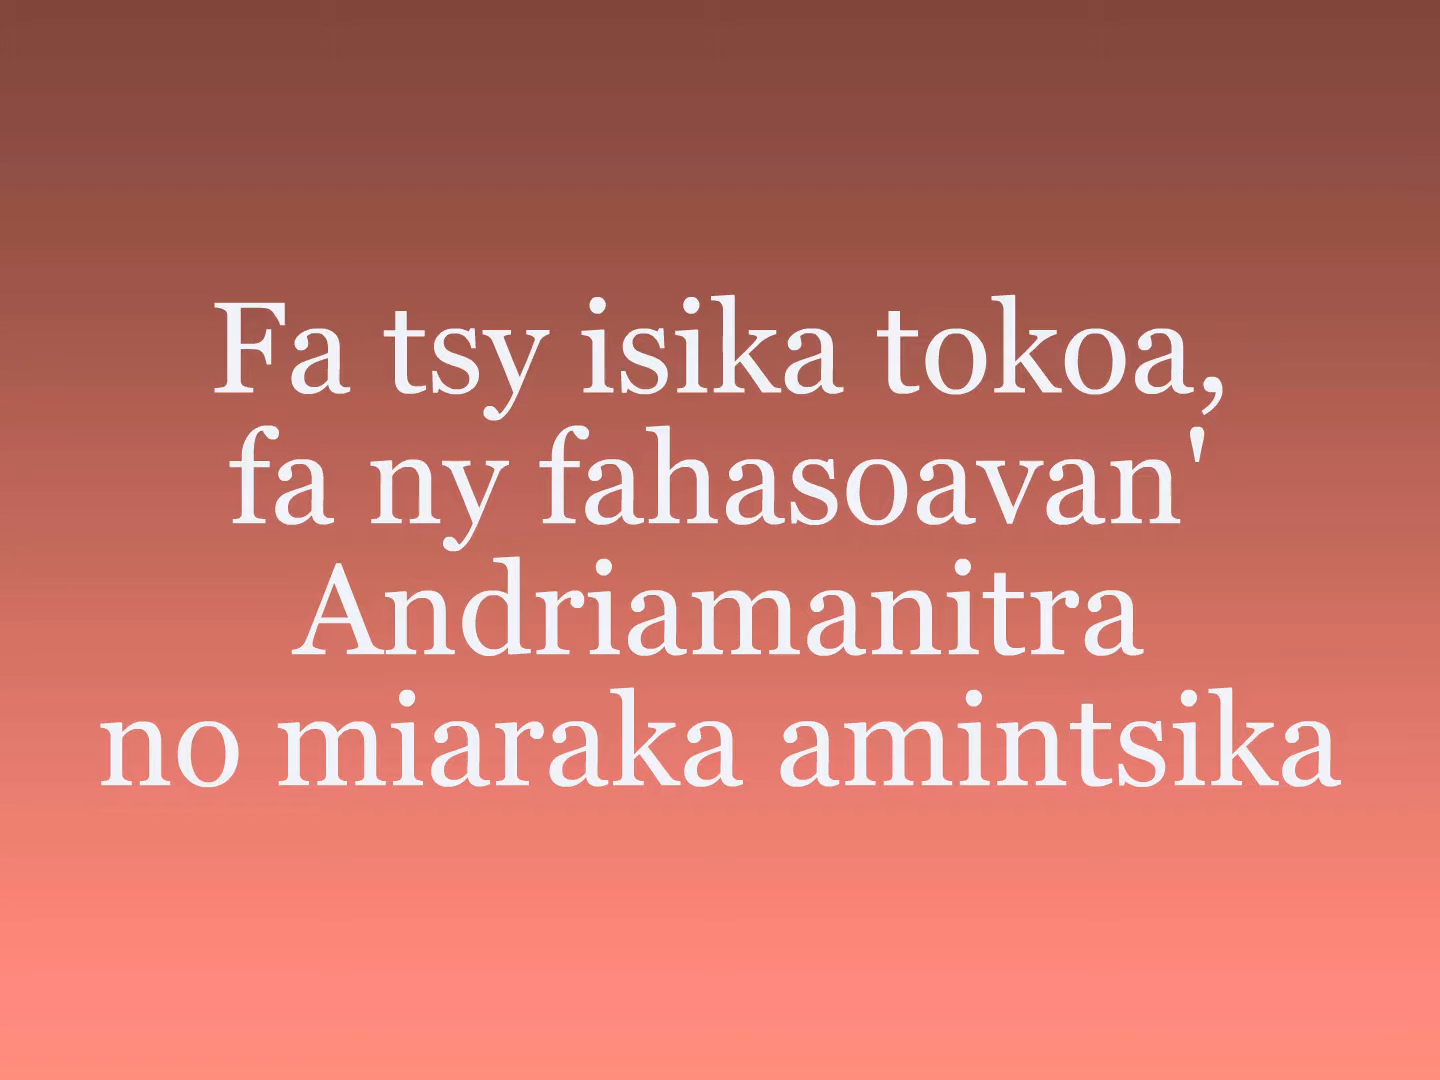 Fa tsy isika tokoa,
fa ny fahasoavan'
Andriamanitra
no miaraka amintsika